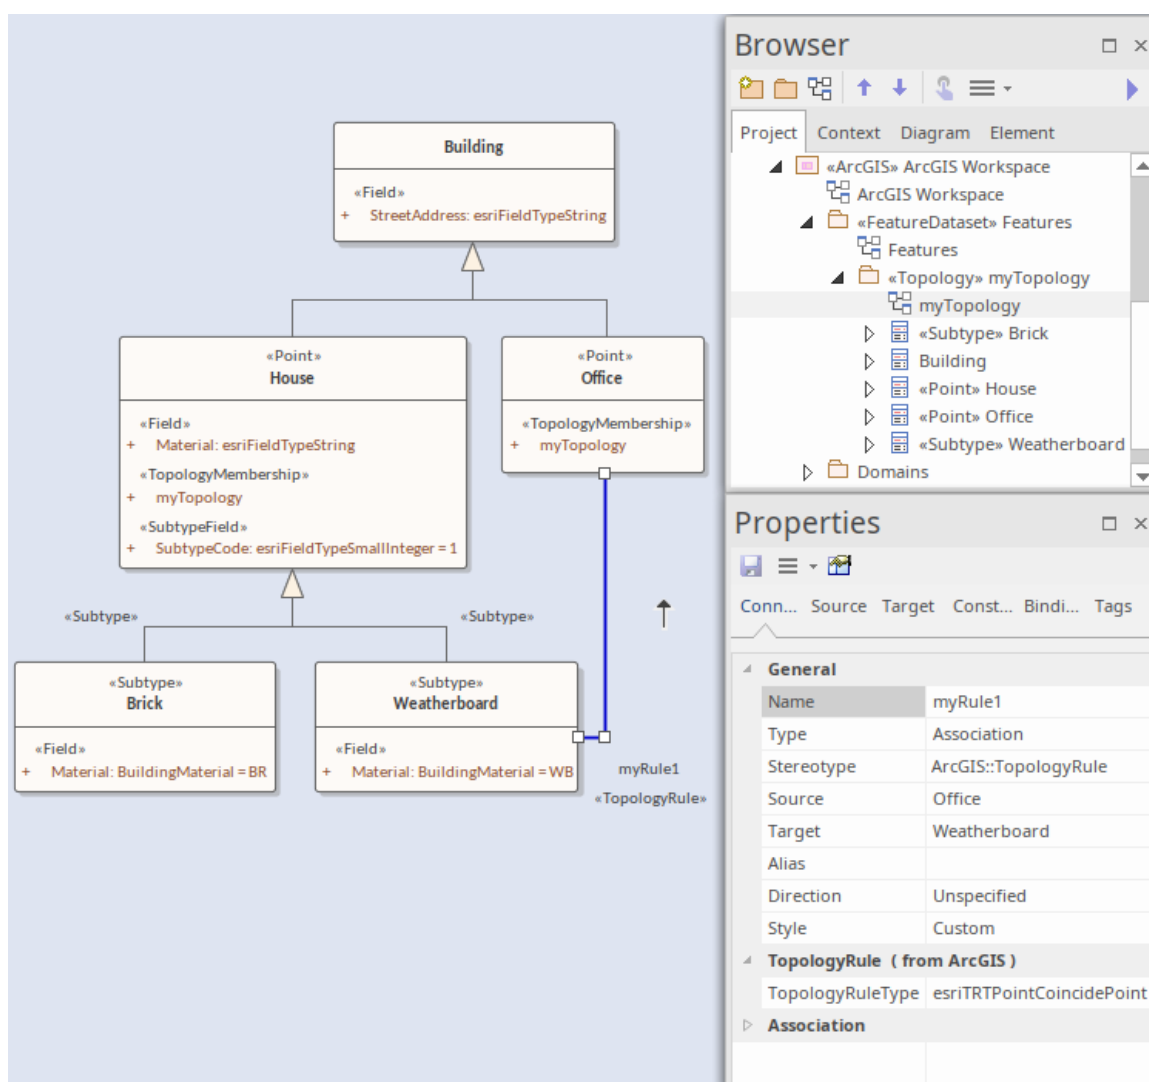 Building
«Field»
+ StreetAddress: esriFieldTypeString
«Point»
House
«Field»
+ Material: esriFieldTypeString
«TopologyMembership»
+ myTopology
«SubtypeField»
+ SubtypeCode: esriFieldTypeSmallInteger = 1
«Point»
Office
«TopologyMembership»
+ myTopology
«Subtype»
«Subtype»
«Subtype»
Brick
«Field»
+ Material: BuildingMaterial = BR
«Subtype»
Weatherboard
«Field»
+ Material: BuildingMaterial = WB
myRule1
«TopologyRule»
Browser
Project Context Diagram Element
«ArcGIS» ArcGIS Workspace
ArcGIS Workspace
«FeatureDataset» Features
Features
«Topology» myTopology
myTopology
«Subtype» Brick
Building
«Point» House
«Point» Office
«Subtype» Weatherboard
Domains
Properties
Conn... Source Target Const... Bindi... Tags
General
Name myRule1
Type Association
Stereotype ArcGIS::TopologyRule
Source Office
Target Weatherboard
Alias
Direction Unspecified
Style Custom
TopologyRule ( from ArcGIS )
TopologyRuleType esriTRTPointCoincidePoint
Association